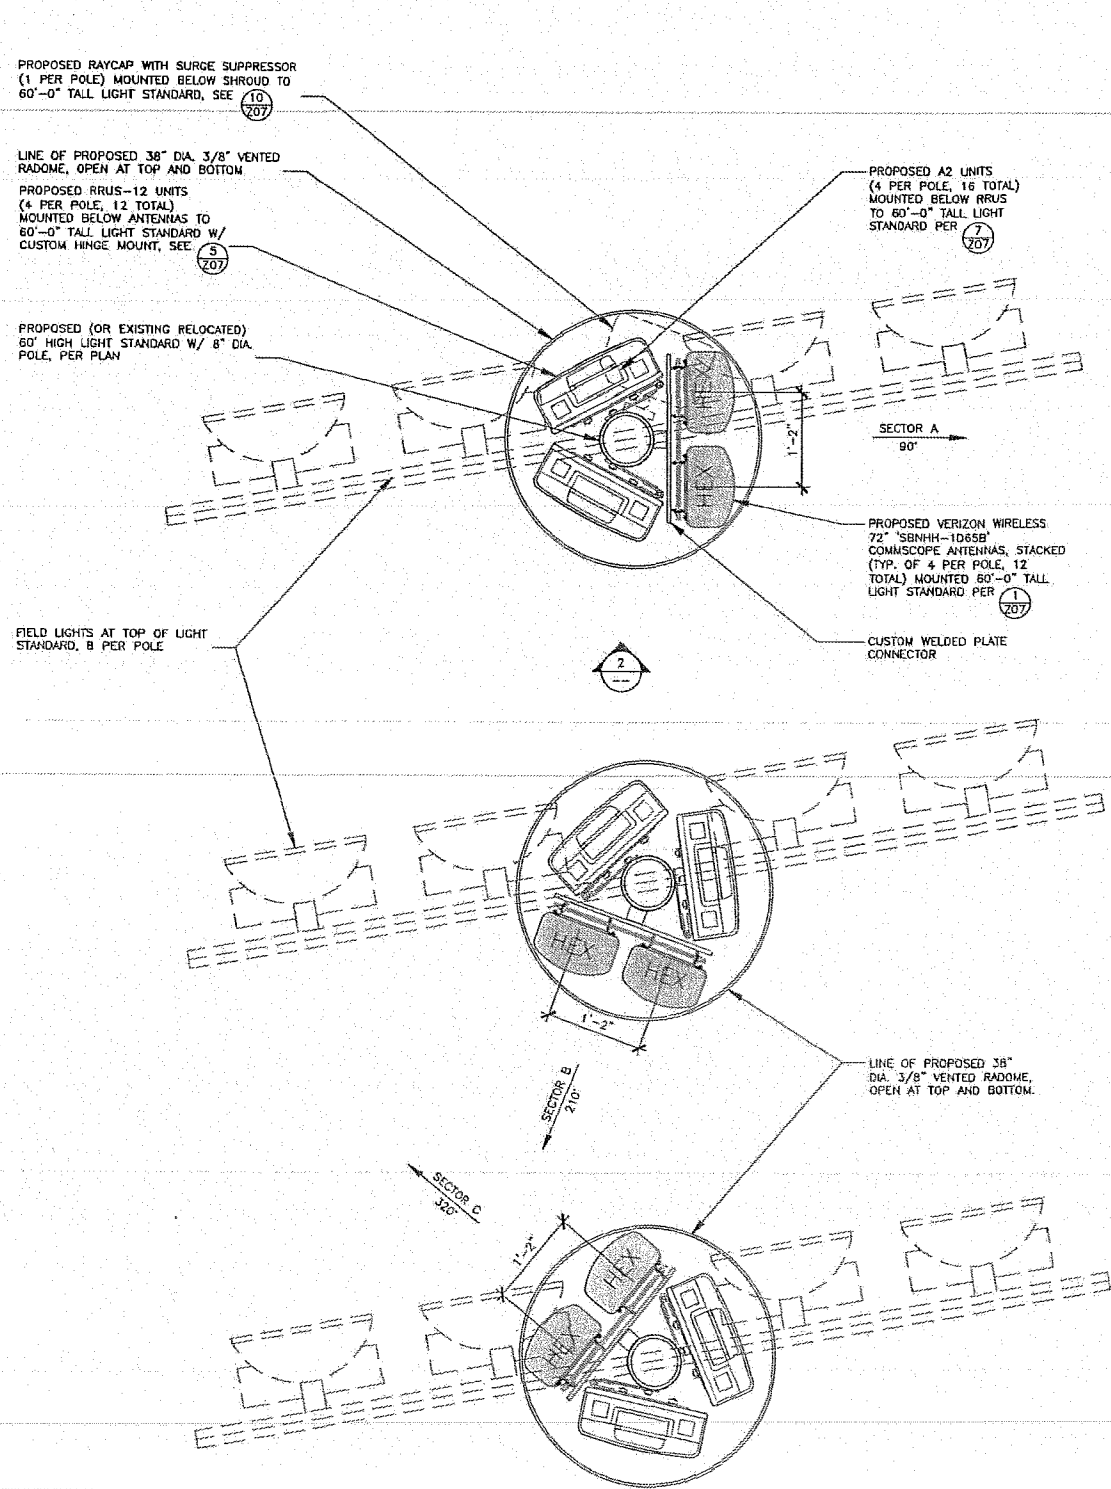 PROPOSED RAYCAP WITH SURGE SUPPRESSOR
(1 PER POLE) MOUNTED BELOW SHROUD TO
60'-0" TALL LIGHT STANDARD, SEE 10
Z07
LINE OF PROPOSED 38" DIA. 3/8" VENTED
RADOME, OPEN AT TOP AND BOTTOM
PROPOSED RRUS-12 UNITS
(4 PER POLE, 12 TOTAL)
MOUNTED BELOW ANTENNAS TO
60'-0" TALL LIGHT STANDARD W/
CUSTOM HINGE MOUNT, SEE 5
Z07
PROPOSED (OR EXISTING RELOCATED)
60' HIGH LIGHT STANDARD W/ 8" DIA.
POLE, PER PLAN
PROPOSED A2 UNITS
(4 PER POLE, 16 TOTAL)
MOUNTED BELOW RRUS
TO 60'-0" TALL LIGHT
STANDARD PER 7
Z07
HEX
HEX
1'-2"
SECTOR A
90°
PROPOSED VERIZON WIRELESS
72" 'SBNHH-1D65B'
COMMSCOPE ANTENNAS, STACKED
(TYP. OF 4 PER POLE, 12
TOTAL) MOUNTED 60'-0" TALL
LIGHT STANDARD PER 1
Z07
CUSTOM WELDED PLATE
CONNECTOR
FIELD LIGHTS AT TOP OF LIGHT
STANDARD, 8 PER POLE
2
--
HEX
HEX
1'-2"
SECTOR B
210°
LINE OF PROPOSED 38"
DIA. 3/8" VENTED RADOME,
OPEN AT TOP AND BOTTOM.
SECTOR C
320°
1'-2"
HEX
HEX